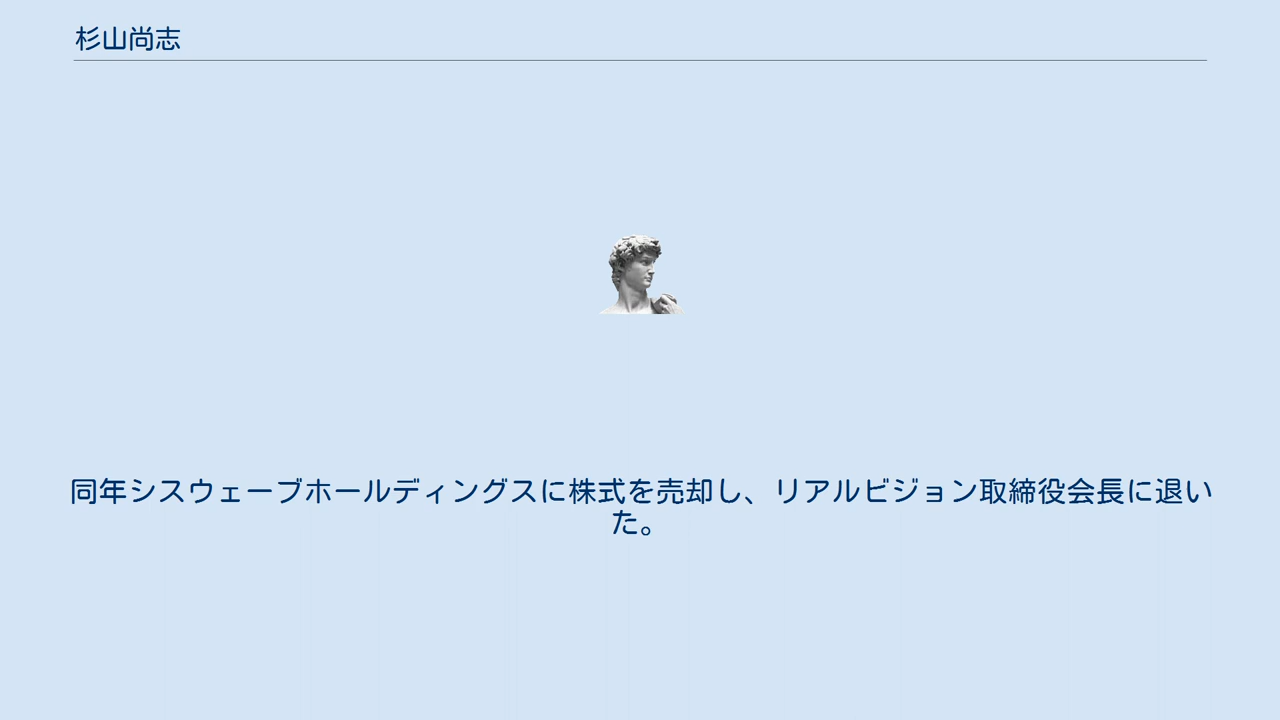 杉山尚志
同年シスウェーブホールディングスに株式を売却し、リアルビジョン取締役会長に退い
た。